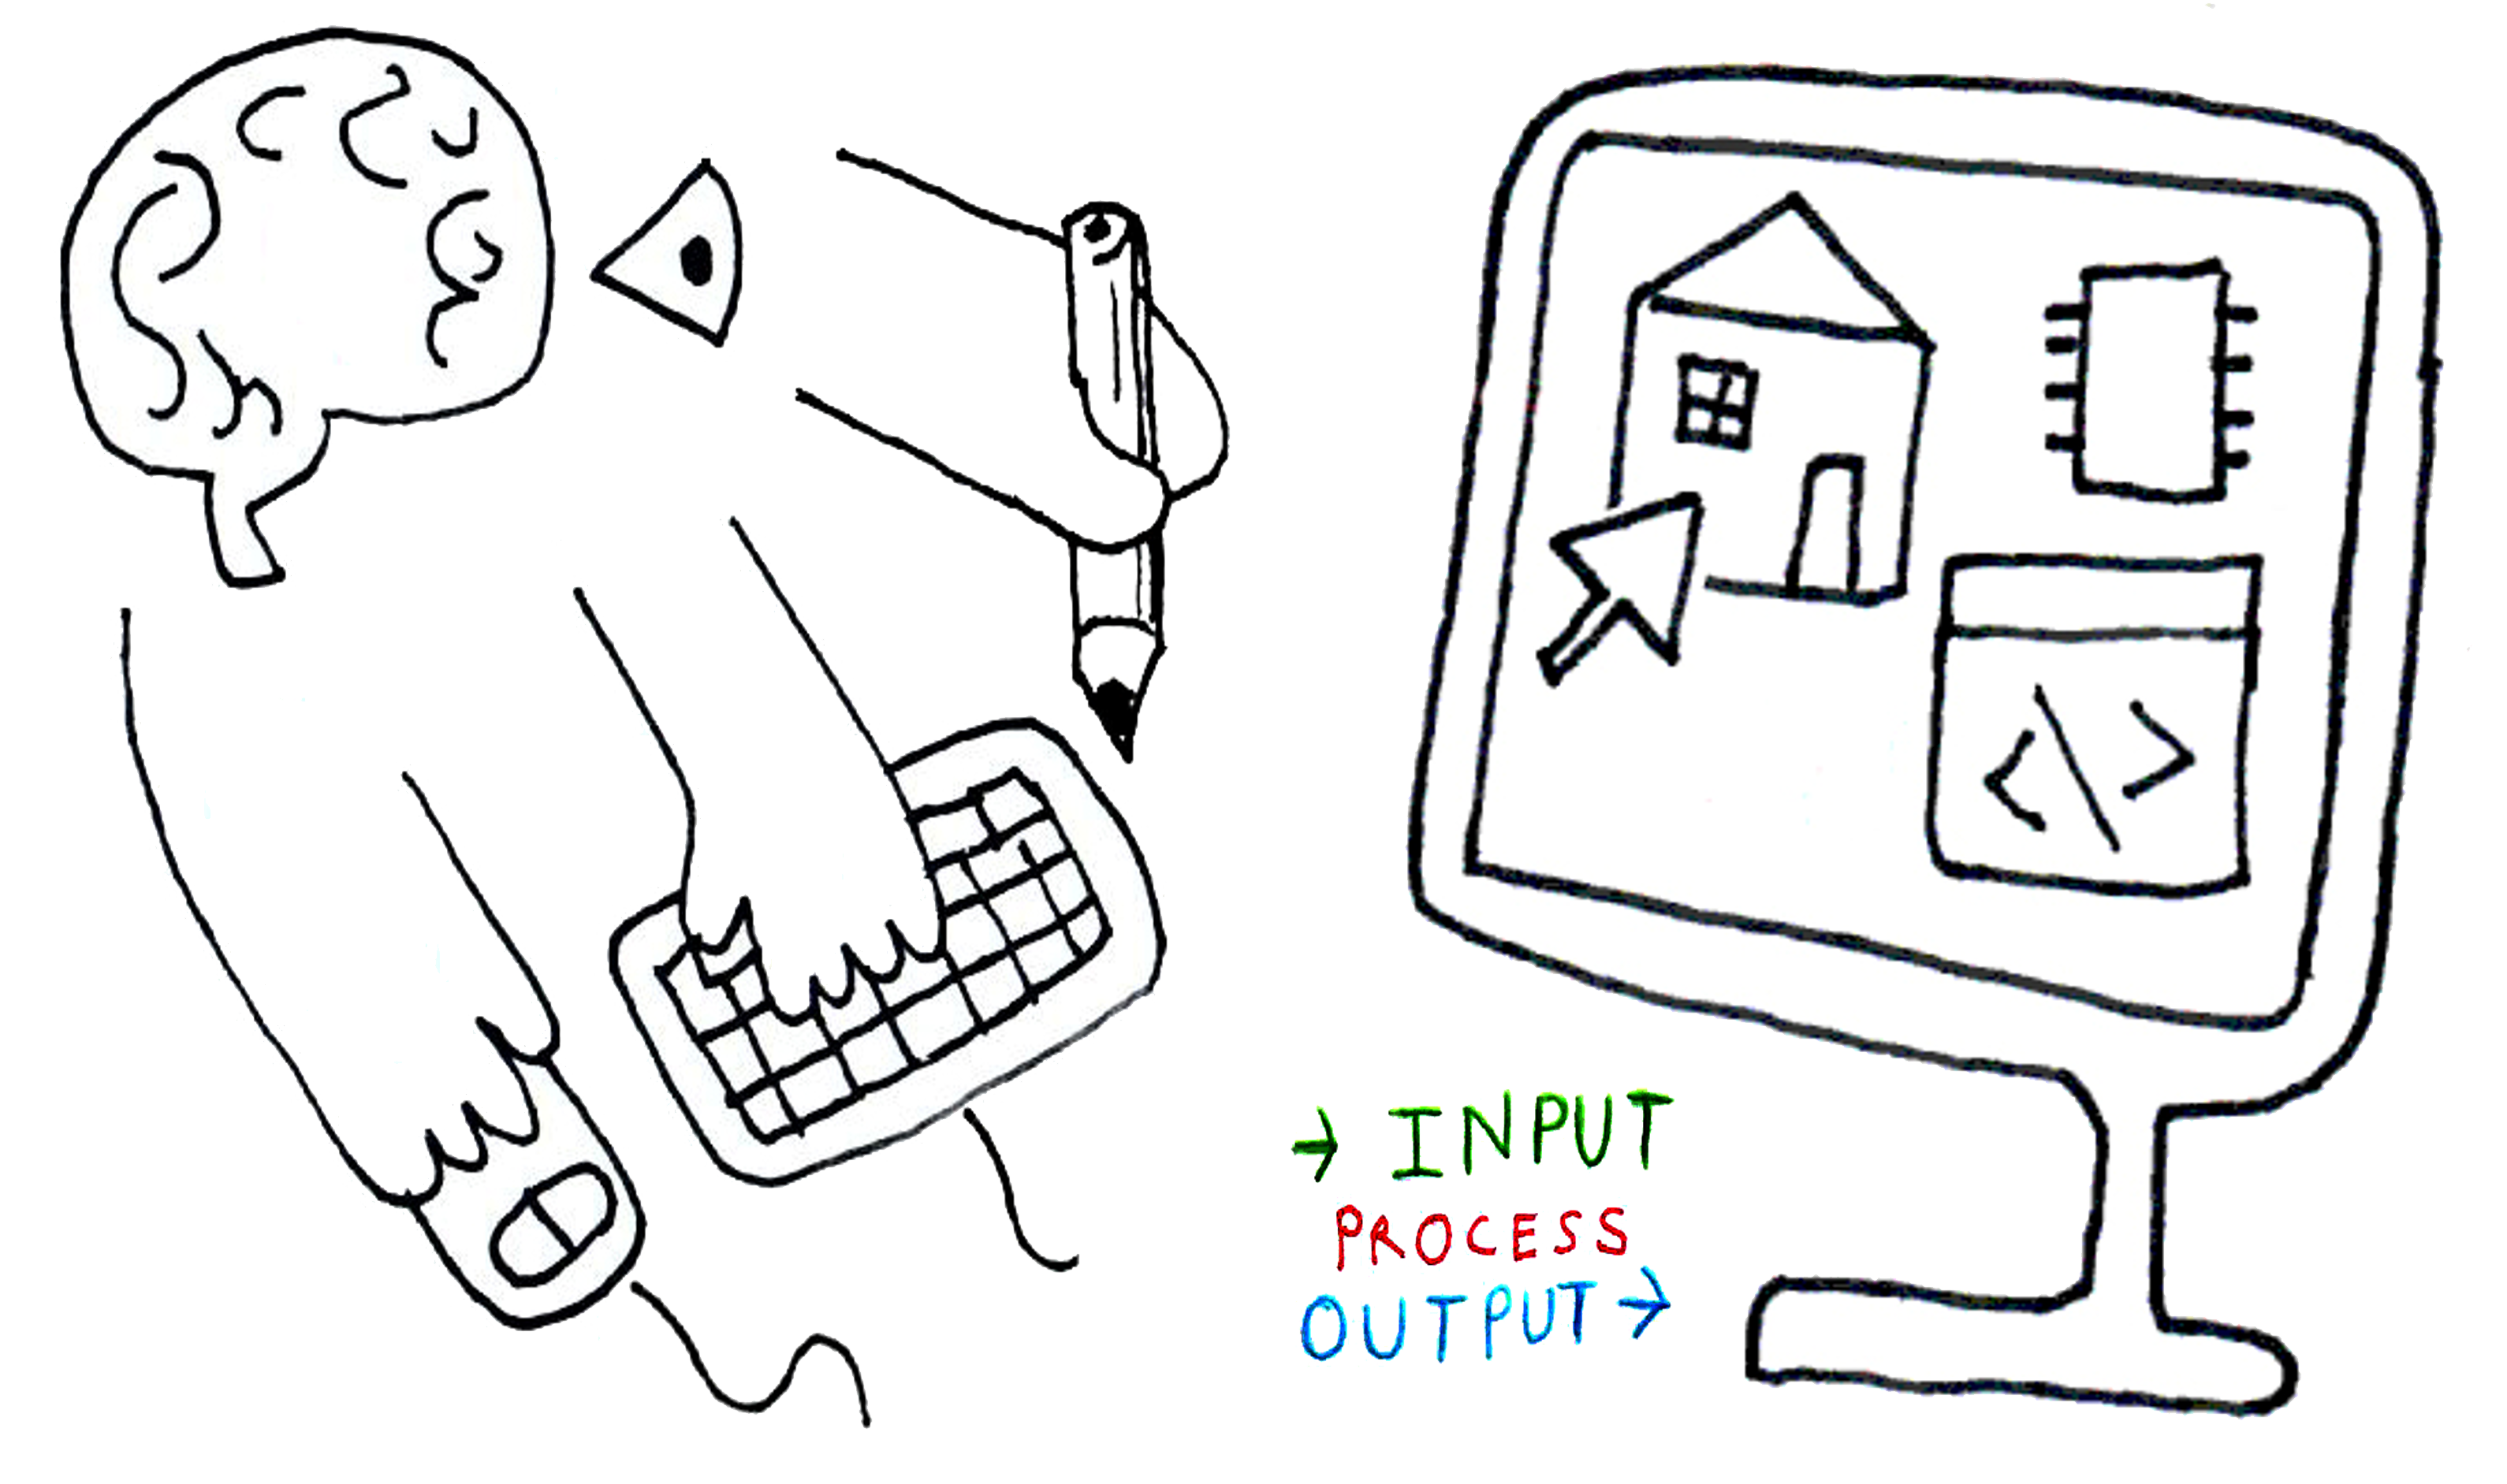 <\>
→ INPUT
PROCESS
OUTPUT →